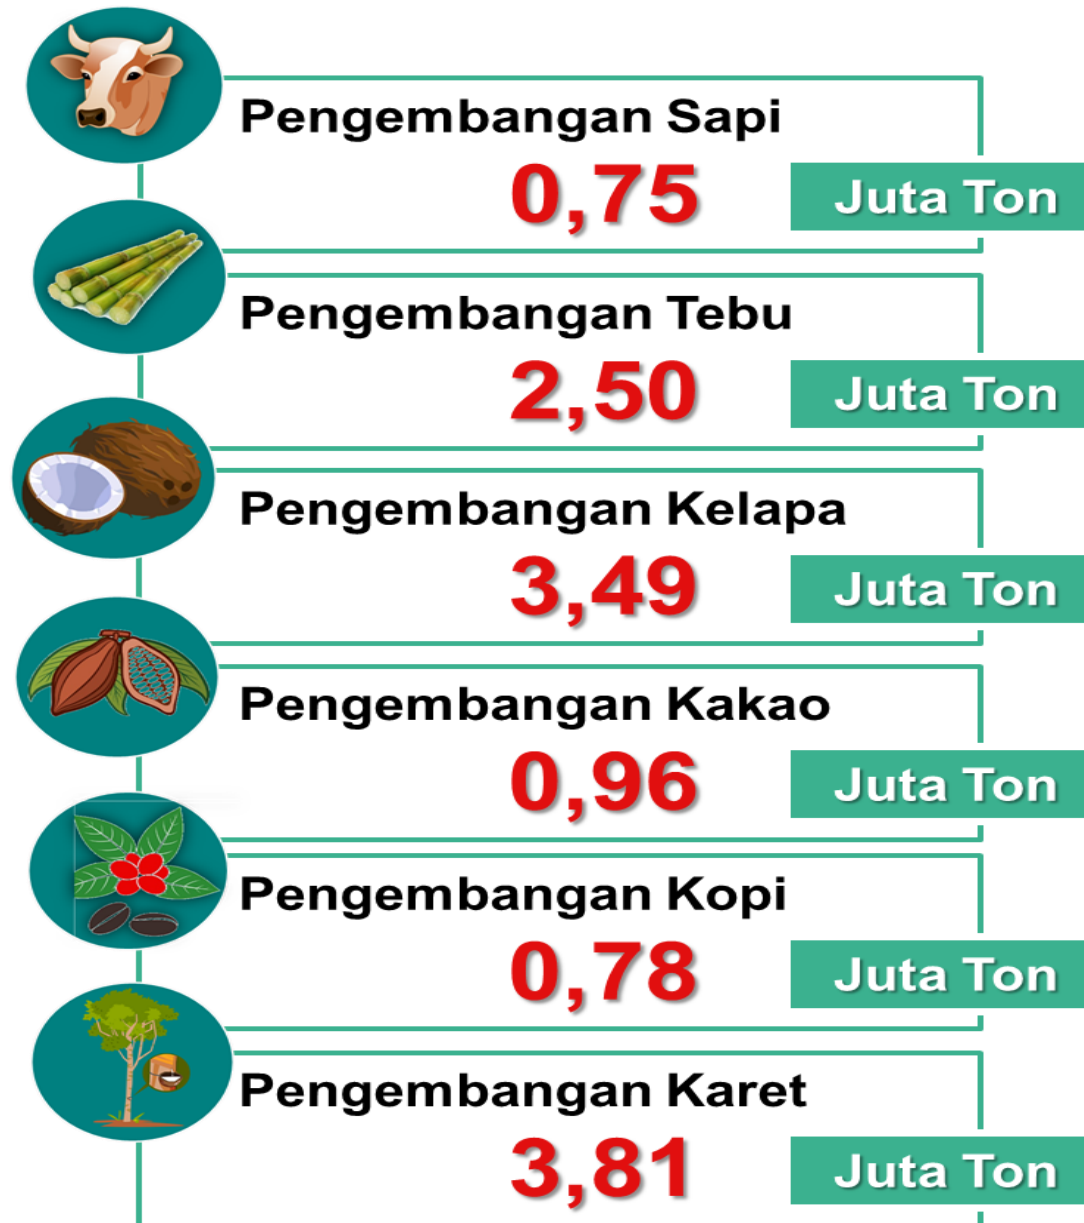 Pengembangan Sapi
0,75 Juta Ton
Pengembangan Tebu
2,50 Juta Ton
Pengembangan Kelapa
3,49 Juta Ton
Pengembangan Kakao
0,96 Juta Ton
Pengembangan Kopi
0,78 Juta Ton
Pengembangan Karet
3,81 Juta Ton